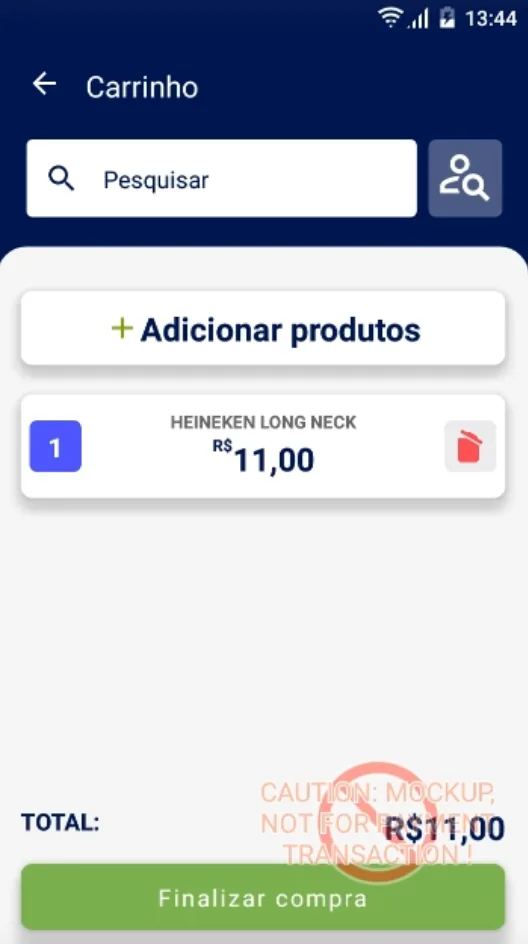 13:44
Carrinho
Pesquisar
+ Adicionar produtos
HEINEKEN LONG NECK
1
R$11,00
TOTAL:
R$11,00
CAUTION: MOCKUP,
NOT FOR PAYMENT
TRANSACTION !
Finalizar compra